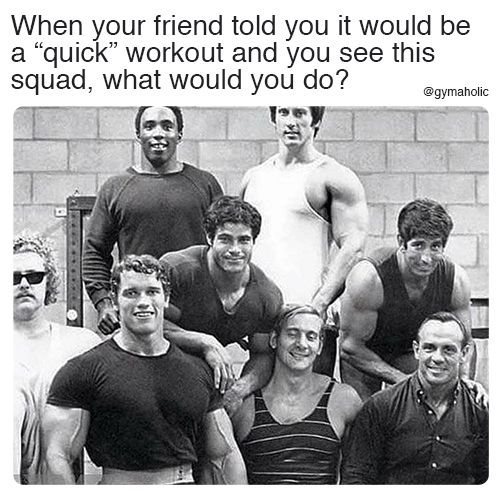 When your friend told you it would be
a “quick” workout and you see this
squad, what would you do?
@gymaholic